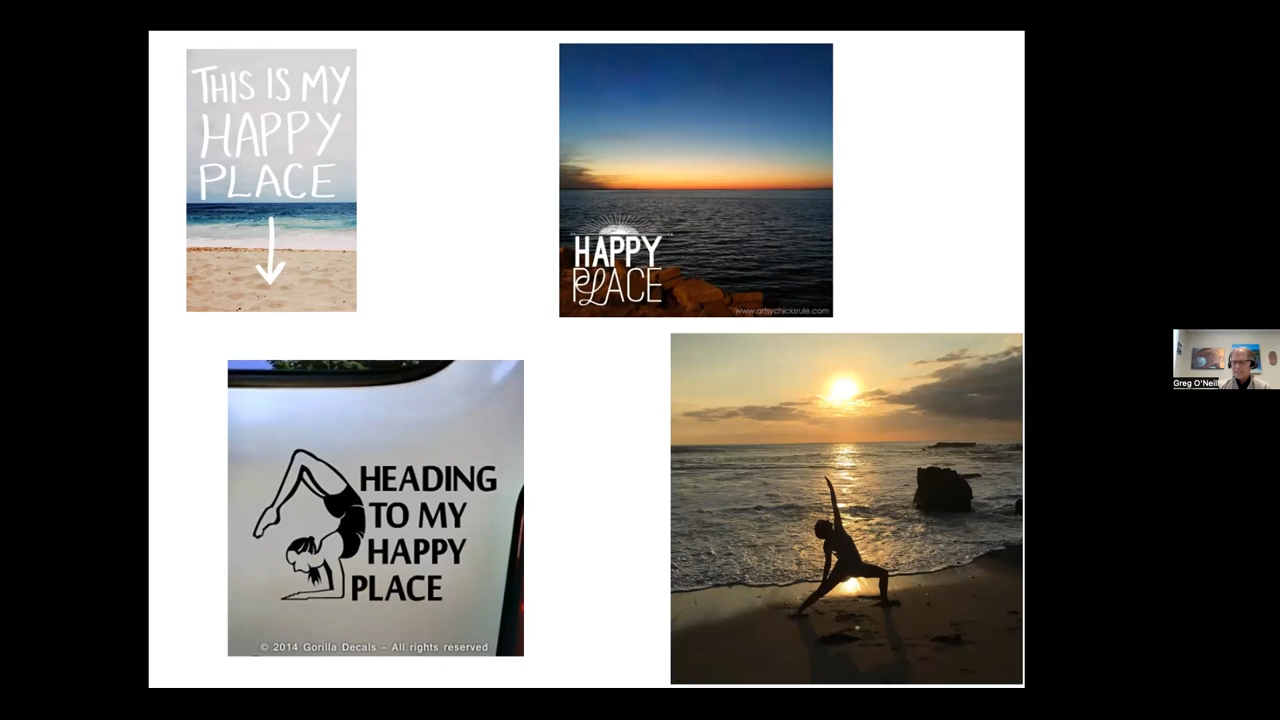 THIS IS MY
HAPPY
PLACE
HAPPY
PLACE
www.artsychicksrule.com
HEADING
TO MY
HAPPY
PLACE
© 2014 Gorilla Decals – All rights reserved
Greg O'Neill